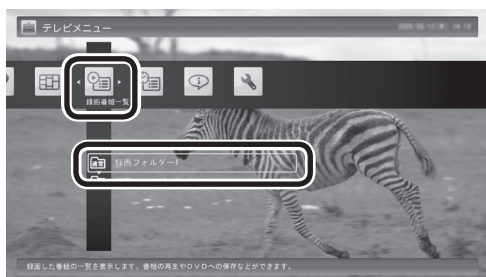 テレビメニュー
録画番組一覧
通常 録画フォルダー1
録画した番組の一覧を表示します。番組の再生やDVDへの保存などができます。